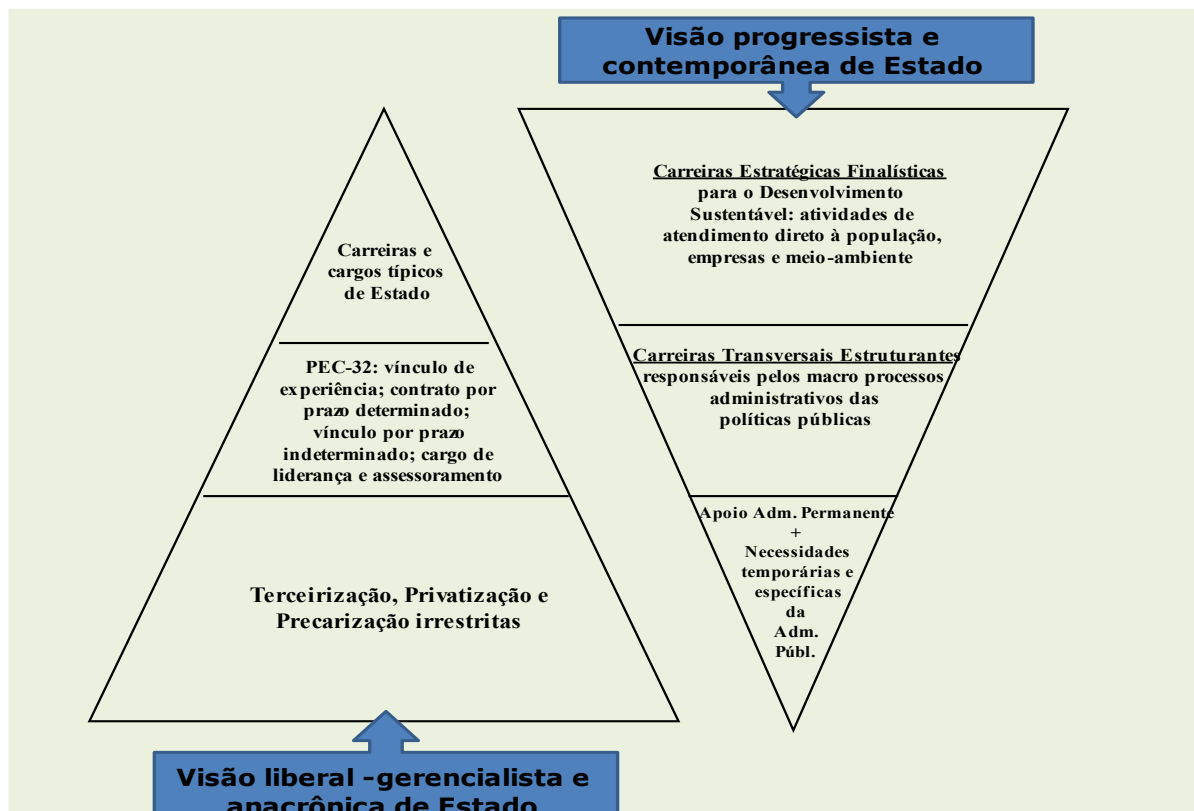 Visão progressista e
contemporânea de Estado
Carreiras e
cargos típicos
de Estado
PEC-32: vínculo de
experiência; contrato por
prazo determinado;
vínculo por prazo
indeterminado; cargo de
liderança e assessoramento
Terceirização, Privatização e
Precarização irrestritas
Carreiras Estratégicas Finalísticas
para o Desenvolvimento
Sustentável: atividades de
atendimento direto à população,
empresas e meio-ambiente
Carreiras Transversais Estruturantes
responsáveis pelos macro processos
administrativos das
políticas públicas
Apoio Adm. Permanente
+
Necessidades
temporárias e
específicas
da
Adm.
Públ.
Visão liberal -gerencialista e
anacrônica de Estado